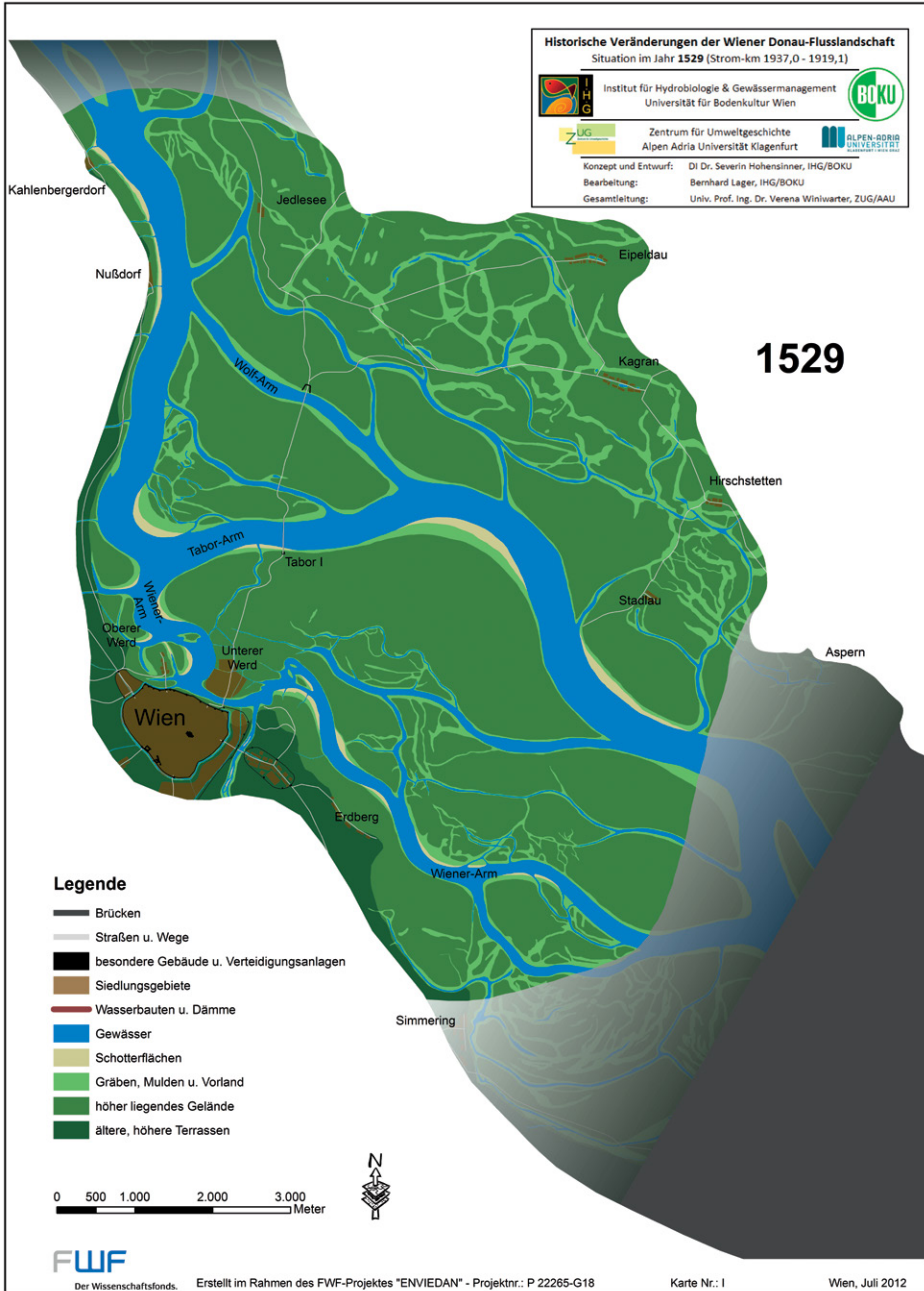 Historische Veränderungen der Wiener Donau-Flusslandschaft
Situation im Jahr 1529 (Strom-km 1937,0 - 1919,1)
IHG
Institut für Hydrobiologie & Gewässermanagement
Universität für Bodenkultur Wien
BOKU
ZUG
Zentrum für Umweltgeschichte
Alpen Adria Universität Klagenfurt
ALPEN-ADRIA
UNIVERSITÄT
Konzept und Entwurf: DI Dr. Severin Hohensinner, IHG/BOKU
Bearbeitung: Bernhard Lager, IHG/BOKU
Gesamtleitung: Univ. Prof. Ing. Dr. Verena Winiwarter, ZUG/AAU
Kahlenbergerdorf
Jedlesee
Eipeldau
Nußdorf
1529
Kagran
Wolf-Arm
Hirschstetten
Tabor-Arm
Tabor I
Wiener-
Arm
Stadlau
Oberer
Werd
Unterer
Werd
Aspern
Wien
Erdberg
Wiener-Arm
Simmering
Legende
Brücken
Straßen u. Wege
besondere Gebäude u. Verteidigungsanlagen
Siedlungsgebiete
Wasserbauten u. Dämme
Gewässer
Schotterflächen
Gräben, Mulden u. Vorland
höher liegendes Gelände
ältere, höhere Terrassen
N
0 500 1.000 2.000 3.000
Meter
FWF
Der Wissenschaftsfonds.
Erstellt im Rahmen des FWF-Projektes "ENVIEDAN" - Projektnr.: P 22265-G18 Karte Nr.: I Wien, Juli 2012